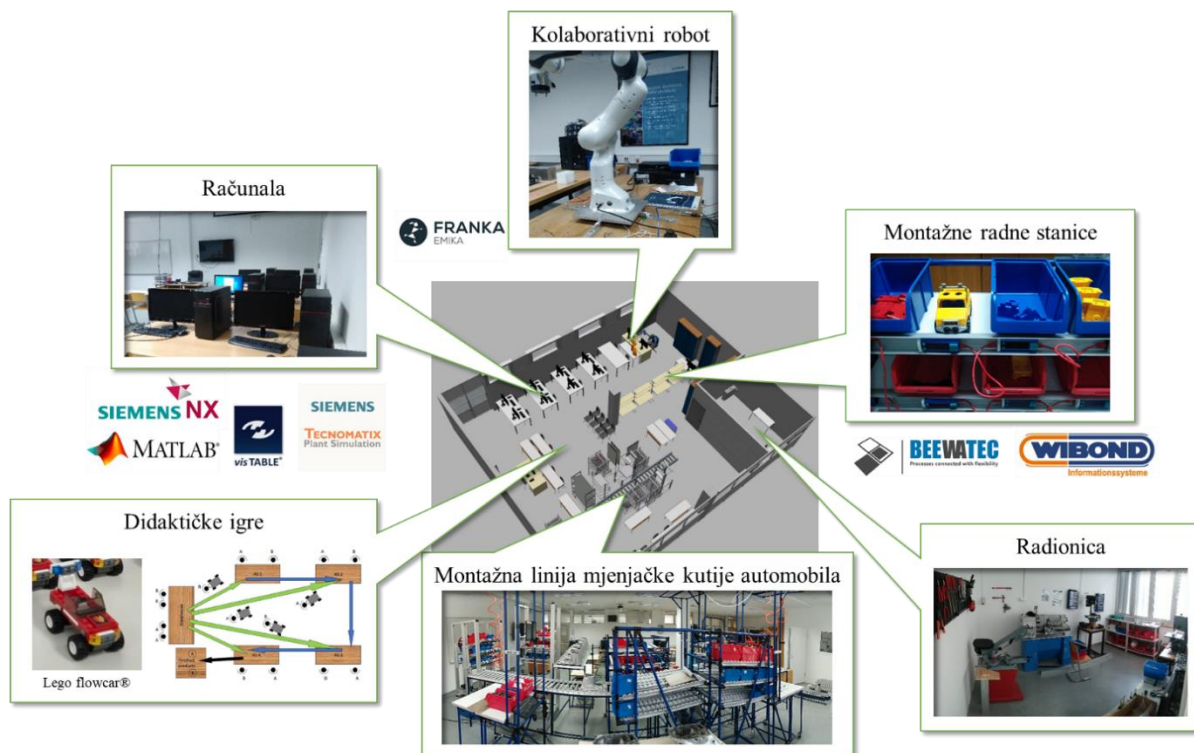 Kolaborativni robot
Računala
FRANKA
EMIKA
Montažne radne stanice
SIEMENS NX
MATLAB®
visTABLE®
SIEMENS
TECNOMATIX
Plant Simulation
BEEWATEC
Processes connected with flexibility
WIBOND
Informationssysteme
Didaktičke igre
Lego flowcar®
Montažna linija mjenjačke kutije automobila
Radionica